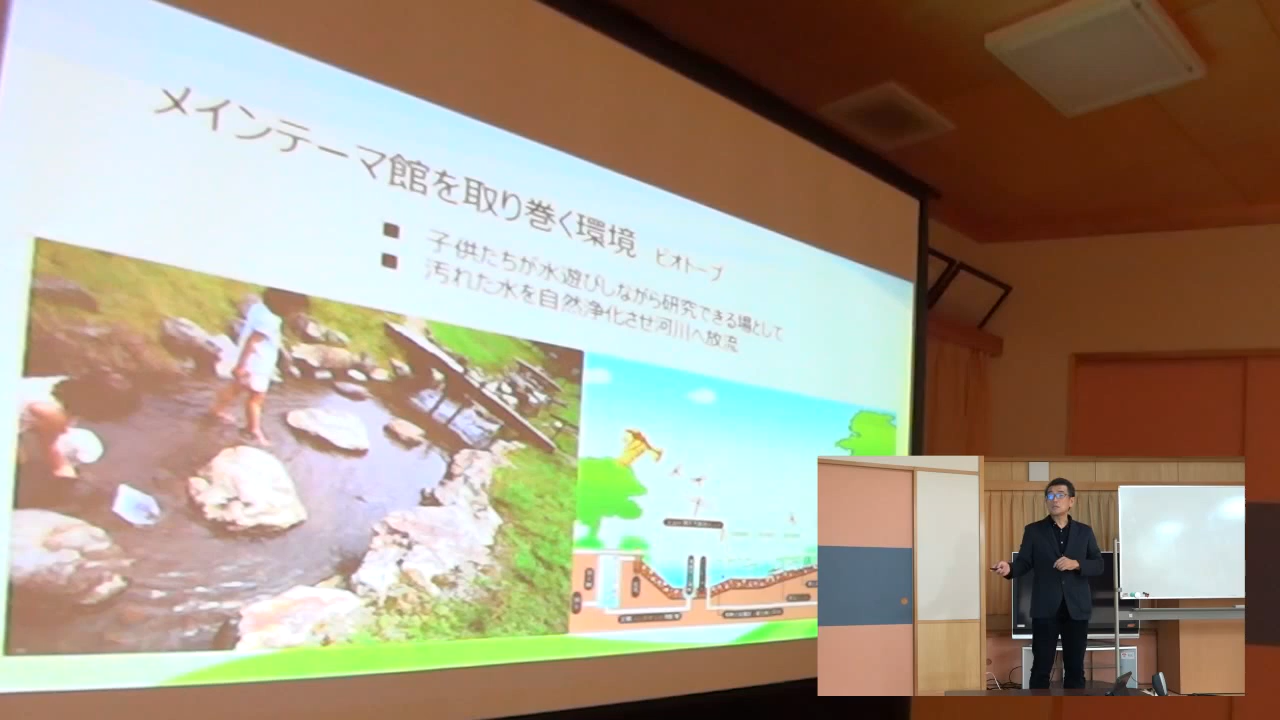 メインテーマ館を取り巻く環境 ビオトープ
■ 子供たちが水遊びしながら研究できる場として
■ 汚れた水を自然浄化させ河川へ放流